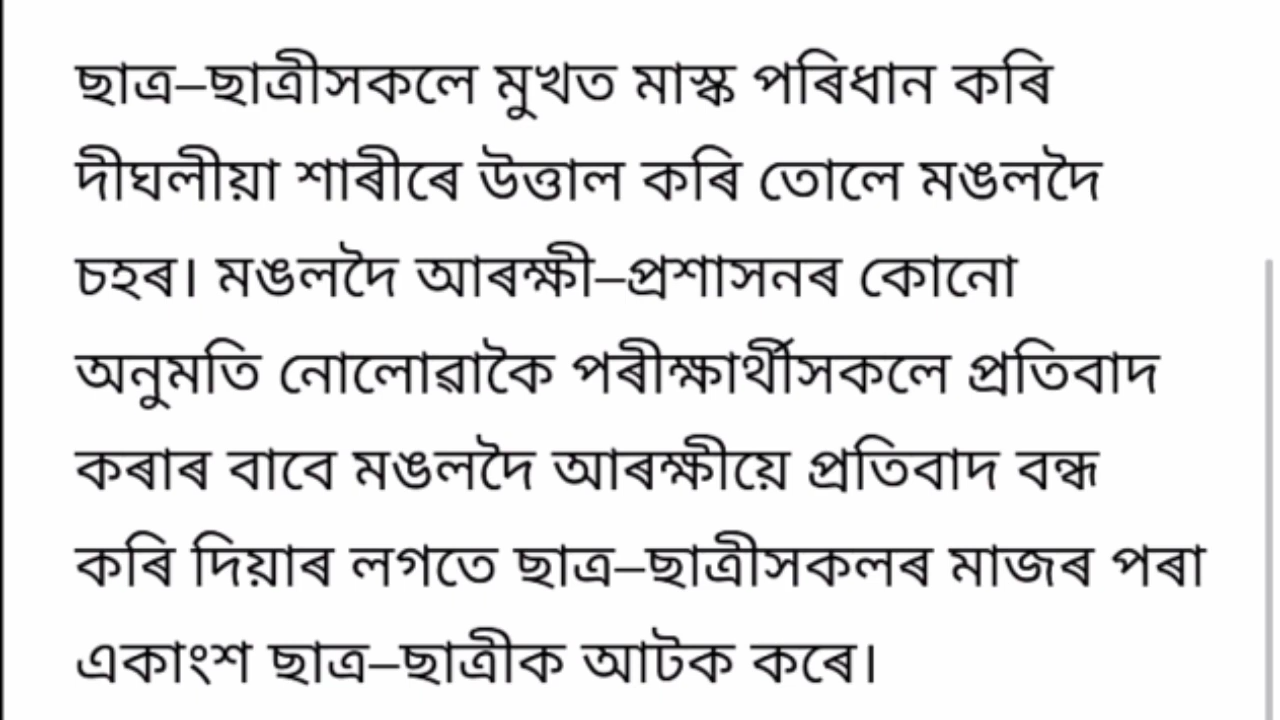 ছাত্ৰ–ছাত্ৰীসকলে মুখত মাস্ক পৰিধান কৰি
দীঘলীয়া শাৰীৰে উত্তাল কৰি তোলে মঙলদৈ
চহৰ। মঙলদৈ আৰক্ষী–প্ৰশাসনৰ কোনো
অনুমতি নোলোৱাকৈ পৰীক্ষাৰ্থীসকলে প্ৰতিবাদ
কৰাৰ বাবে মঙলদৈ আৰক্ষীয়ে প্ৰতিবাদ বন্ধ
কৰি দিয়াৰ লগতে ছাত্ৰ–ছাত্ৰীসকলৰ মাজৰ পৰা
একাংশ ছাত্ৰ–ছাত্ৰীক আটক কৰে।